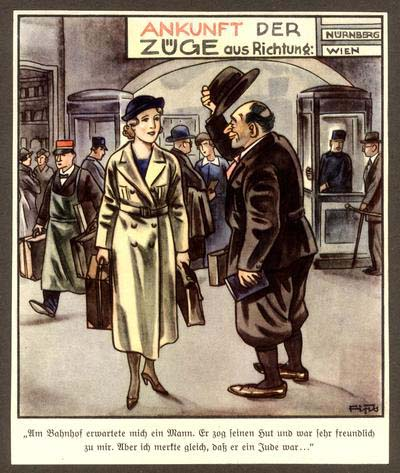 ANKUNFT DER
ZÜGE aus Richtung:
NÜRNBERG
WIEN
Fips
„Am Bahnhof erwartete mich ein Mann. Er zog seinen Hut und war sehr freundlich
zu mir. Aber ich merkte gleich, daß er ein Jude war…“